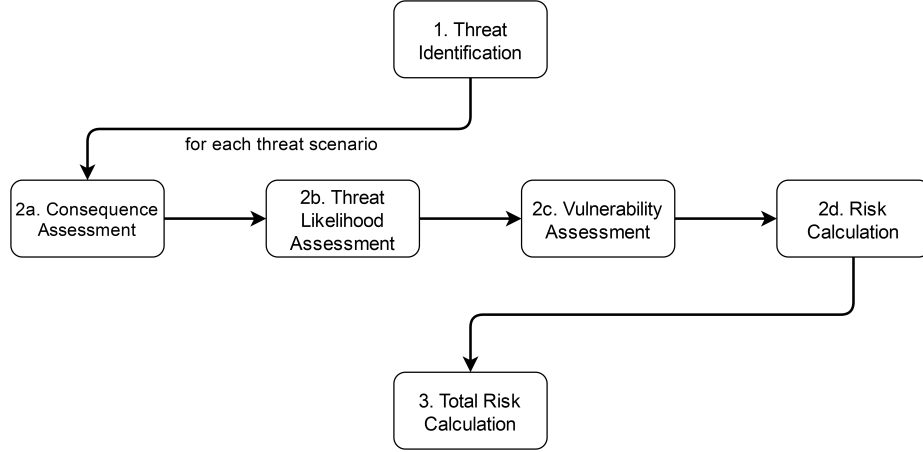 1. Threat
Identification
for each threat scenario
2a. Consequence
Assessment
2b. Threat
Likelihood
Assessment
2c. Vulnerability
Assessment
2d. Risk
Calculation
3. Total Risk
Calculation